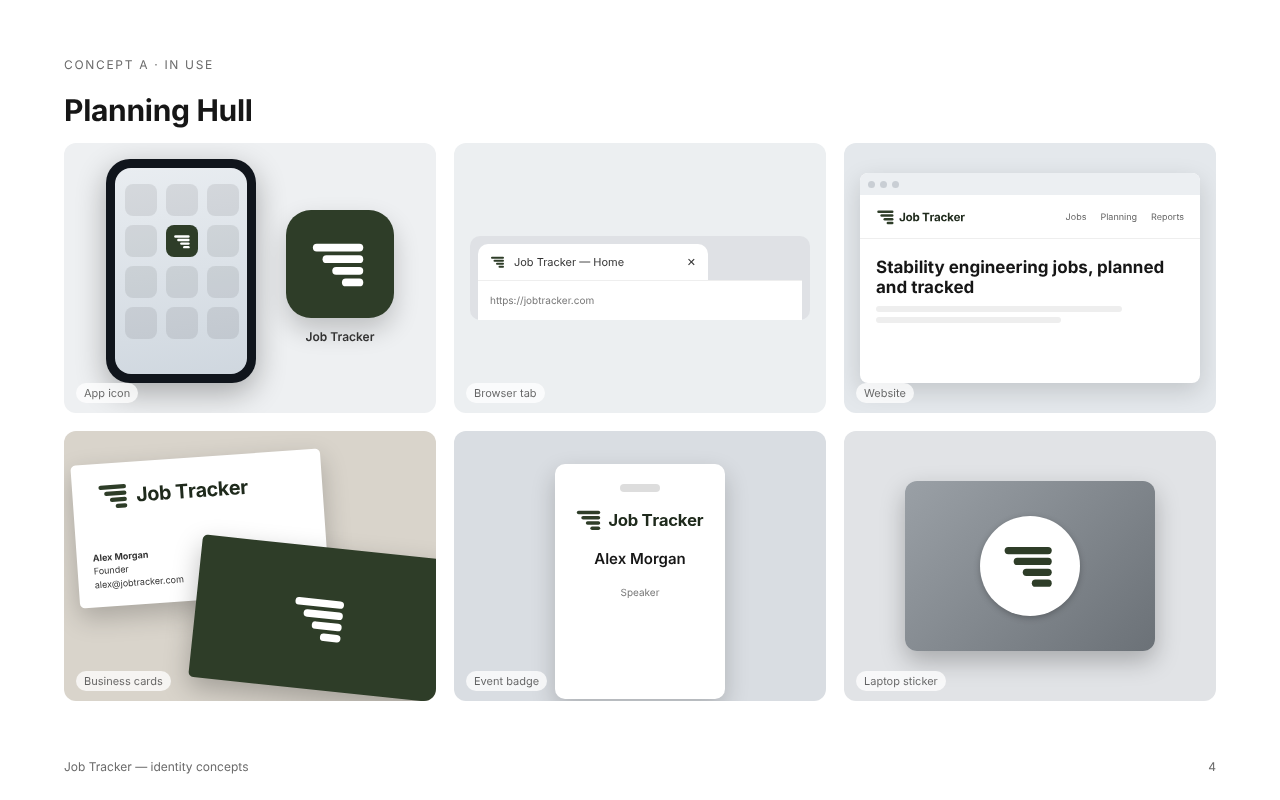 CONCEPT A · IN USE
Planning Hull
Job Tracker
App icon
Job Tracker — Home ×
https://jobtracker.com
Browser tab
Job Tracker Jobs Planning Reports
Stability engineering jobs, planned
and tracked
Website
Job Tracker
Alex Morgan
Founder
alex@jobtracker.com
Business cards
Job Tracker
Alex Morgan
Speaker
Event badge
Laptop sticker
Job Tracker — identity concepts 4